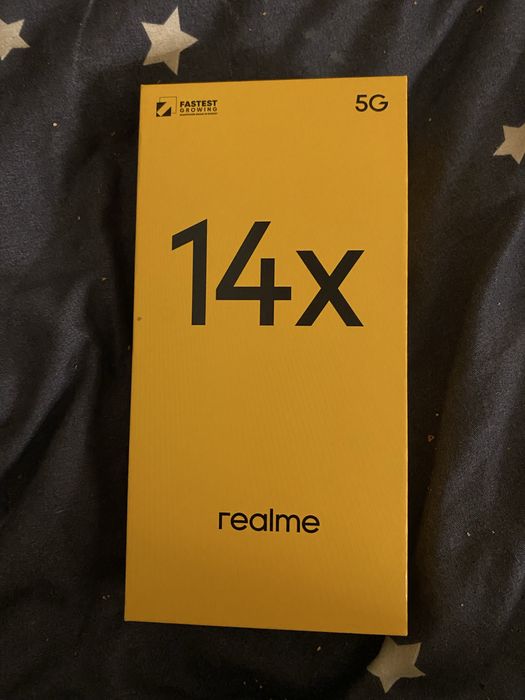 FASTEST
GROWING
5G
14x
realme